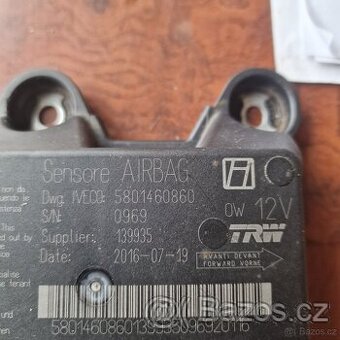 Sensore AIRBAG
Dwg. IVECO: 5801460860
S/N: 0969
0W 12V
Supplier: 139935
TRW
Date: 2016-07-19
AVANTI DEVANT
FORWARD VORNE
5801460860139935096920116
Bazos.cz